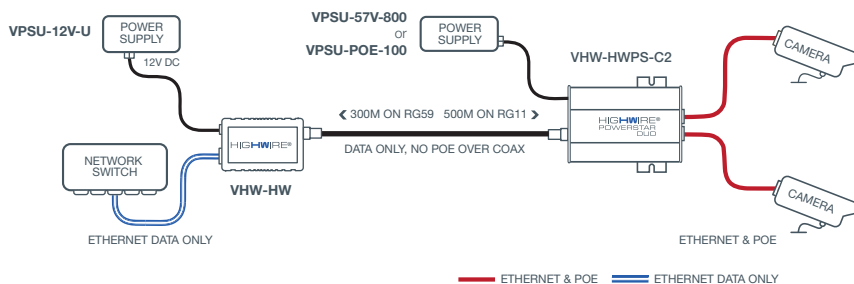 VPSU-12V-U
POWER
SUPPLY
12V DC
VPSU-57V-800
or
VPSU-POE-100
POWER
SUPPLY
VHW-HWPS-C2
CAMERA
300M ON RG59 500M ON RG11
HIGHWIRE®
HIGHWIRE®
POWERSTAR
DUO
DATA ONLY, NO POE OVER COAX
NETWORK
SWITCH
VHW-HW
CAMERA
ETHERNET DATA ONLY
ETHERNET & POE
ETHERNET & POE
ETHERNET DATA ONLY